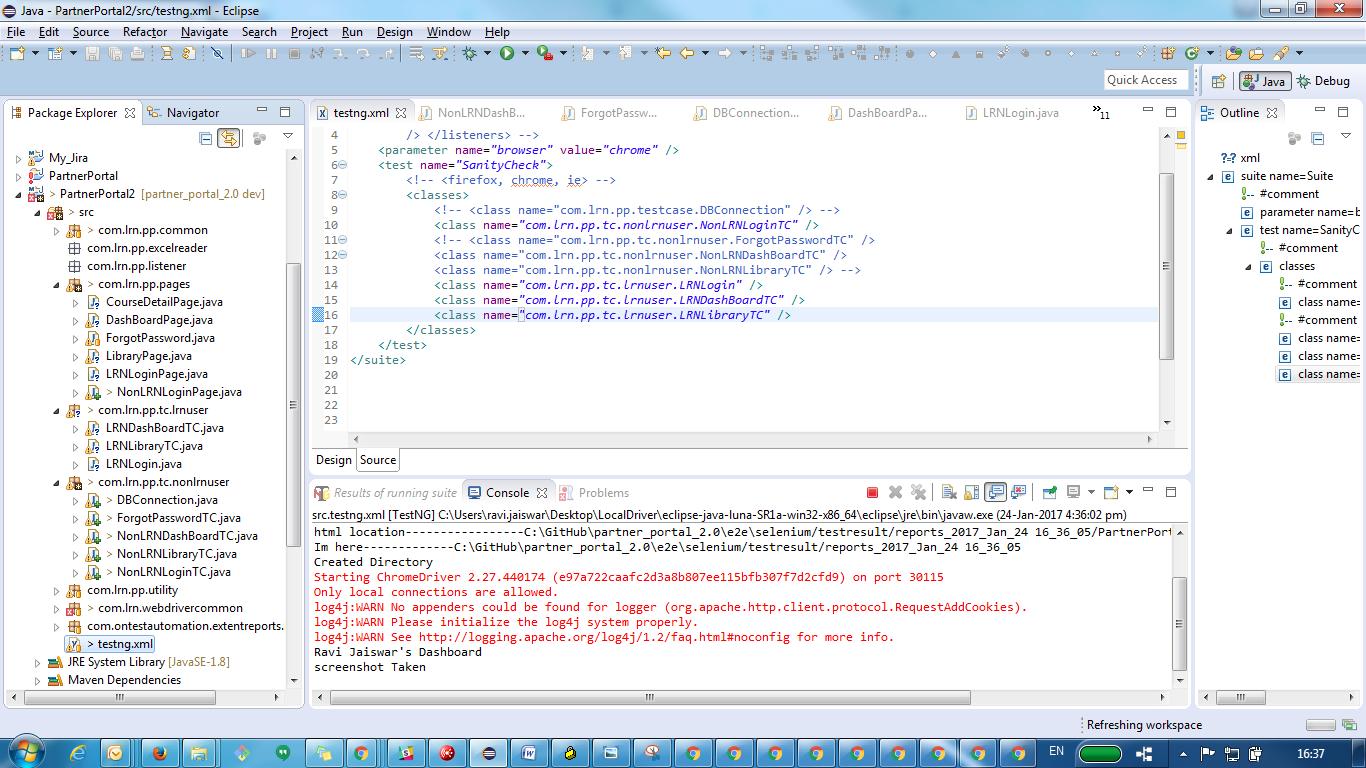 Java - PartnerPortal2/src/testng.xml - Eclipse
File Edit Source Refactor Navigate Search Project Run Design Window Help
Quick Access Java Debug
Package Explorer Navigator
My_Jira
PartnerPortal
> PartnerPortal2 [partner_portal_2.0 dev]
> src
> com.lrn.pp.common
com.lrn.pp.excelreader
com.lrn.pp.listener
> com.lrn.pp.pages
CourseDetailPage.java
DashBoardPage.java
ForgotPassword.java
LibraryPage.java
LRNLoginPage.java
> NonLRNLoginPage.java
> com.lrn.pp.tc.lrnuser
LRNDashBoardTC.java
LRNLibraryTC.java
LRNLogin.java
> com.lrn.pp.tc.nonlrnuser
DBConnection.java
ForgotPasswordTC.java
NonLRNDashBoardTC.java
NonLRNLibraryTC.java
NonLRNLoginTC.java
com.lrn.pp.utility
> com.lrn.webdrivercommon
com.ontestautomation.extentreports.
> testng.xml
JRE System Library [JavaSE-1.8]
Maven Dependencies
testng.xml NonLRNDashB... ForgotPassw... DBConnection... DashBoardPa... LRNLogin.java »11
4 /> </listeners> -->
5 <parameter name="browser" value="chrome" />
6 <test name="SanityCheck">
7 <!-- <firefox, chrome, ie> -->
8 <classes>
9 <!-- <class name="com.lrn.pp.testcase.DBConnection" /> -->
10 <class name="com.lrn.pp.tc.nonlrnuser.NonLRNLoginTC" />
11 <!-- <class name="com.lrn.pp.tc.nonlrnuser.ForgotPasswordTC" />
12 <class name="com.lrn.pp.tc.nonlrnuser.NonLRNDashBoardTC" />
13 <class name="com.lrn.pp.tc.nonlrnuser.NonLRNLibraryTC" /> -->
14 <class name="com.lrn.pp.tc.lrnuser.LRNLogin" />
15 <class name="com.lrn.pp.tc.lrnuser.LRNDashBoardTC" />
16 <class name="com.lrn.pp.tc.lrnuser.LRNLibraryTC" />
17 </classes>
18 </test>
19 </suite>
20
21
22
23
Design Source
Results of running suite Console Problems
src.testng.xml [TestNG] C:\Users\ravi.jaiswar\Desktop\LocalDriver\eclipse-java-luna-SR1a-win32-x86_64\eclipse\jre\bin\javaw.exe (24-Jan-2017 4:36:02 pm)
html location-----------------C:\GitHub\partner_portal_2.0\e2e\selenium/testresult/reports_2017_Jan_24 16_36_05/PartnerPort
Im here-------------C:\GitHub\partner_portal_2.0\e2e\selenium/testresult/reports_2017_Jan_24 16_36_05
Created Directory
Starting ChromeDriver 2.27.440174 (e97a722caafc2d3a8b807ee115bfb307f7d2cfd9) on port 30115
Only local connections are allowed.
log4j:WARN No appenders could be found for logger (org.apache.http.client.protocol.RequestAddCookies).
log4j:WARN Please initialize the log4j system properly.
log4j:WARN See http://logging.apache.org/log4j/1.2/faq.html#noconfig for more info.
Ravi Jaiswar's Dashboard
screenshot Taken
Outline
xml
suite name=Suite
#comment
parameter name=b
test name=SanityC
#comment
classes
#comment
class name=
#comment
class name=
class name=
class name=
Refreshing workspace
EN 16:37